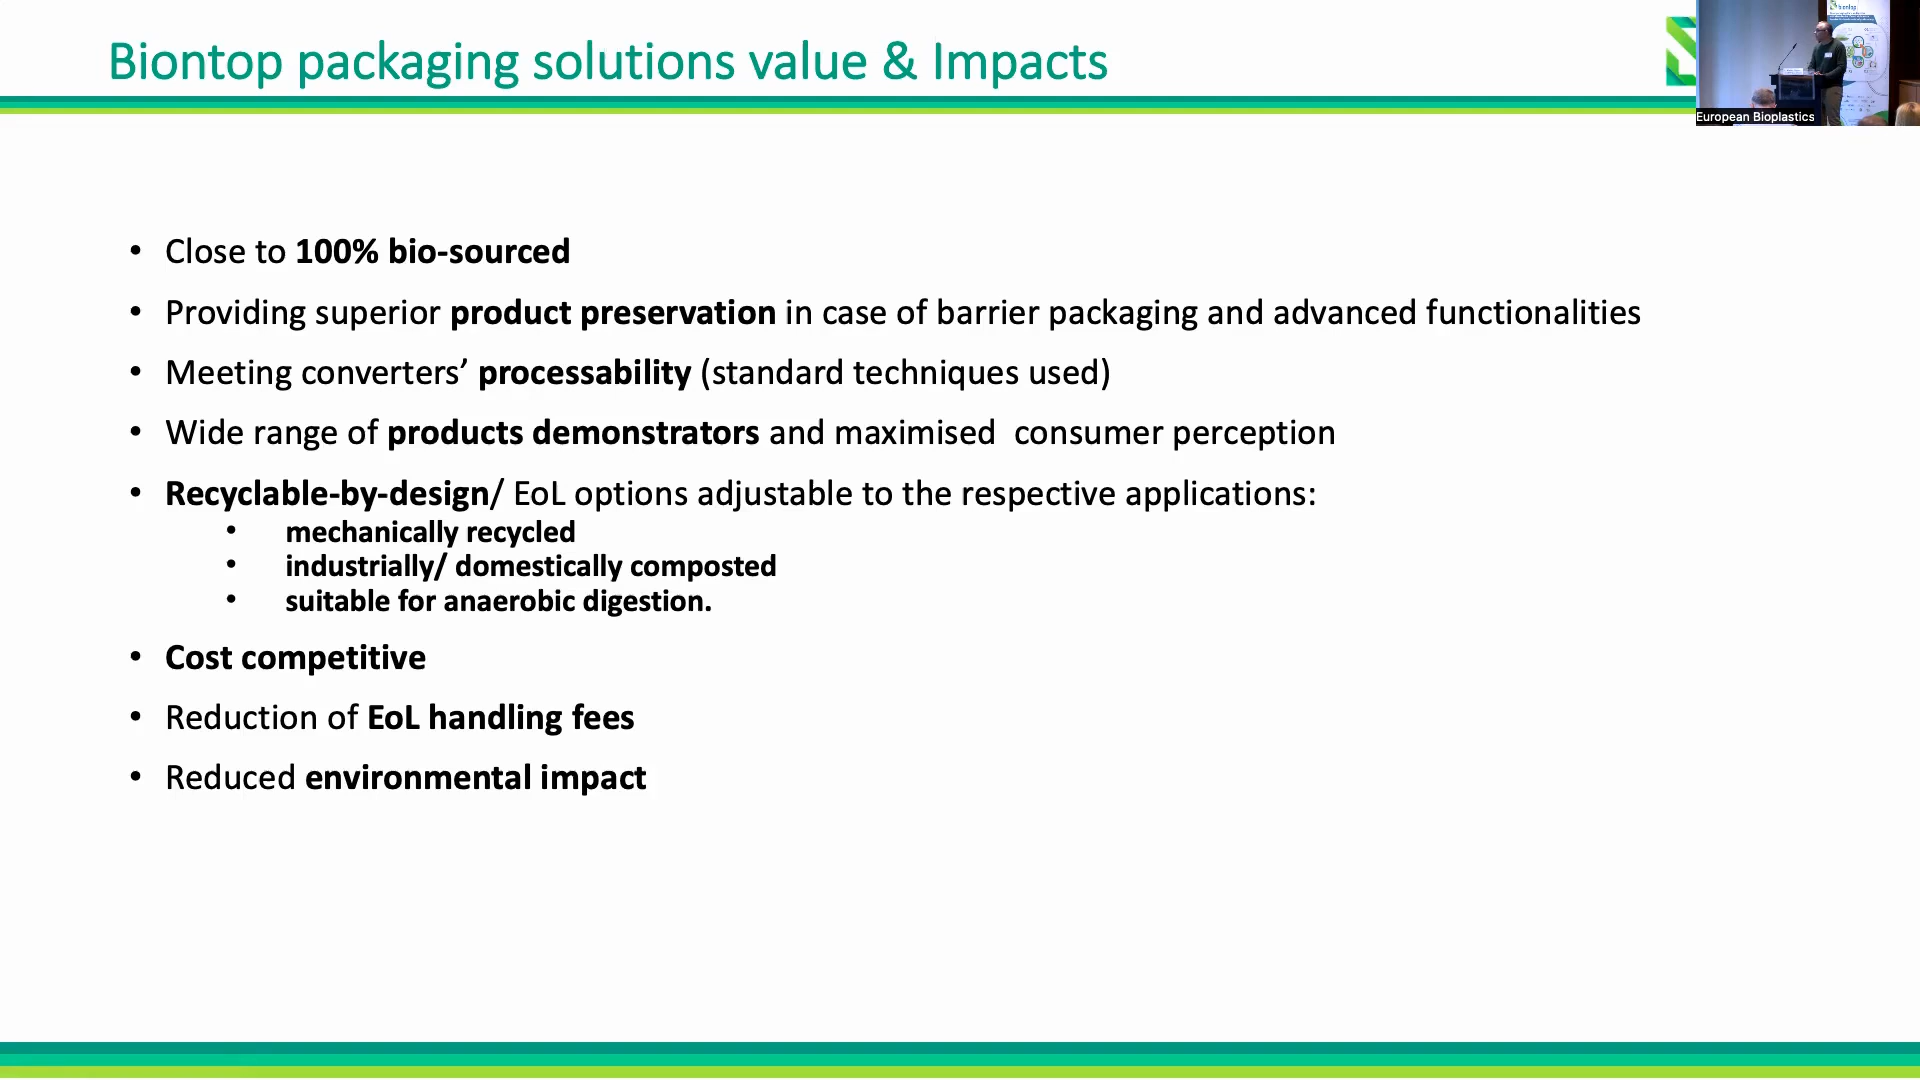 Biontop packaging solutions value & Impacts
biontop
European Bioplastics
• Close to 100% bio-sourced
• Providing superior product preservation in case of barrier packaging and advanced functionalities
• Meeting converters’ processability (standard techniques used)
• Wide range of products demonstrators and maximised  consumer perception
• Recyclable-by-design/ EoL options adjustable to the respective applications:
• mechanically recycled
• industrially/ domestically composted
• suitable for anaerobic digestion.
• Cost competitive
• Reduction of EoL handling fees
• Reduced environmental impact